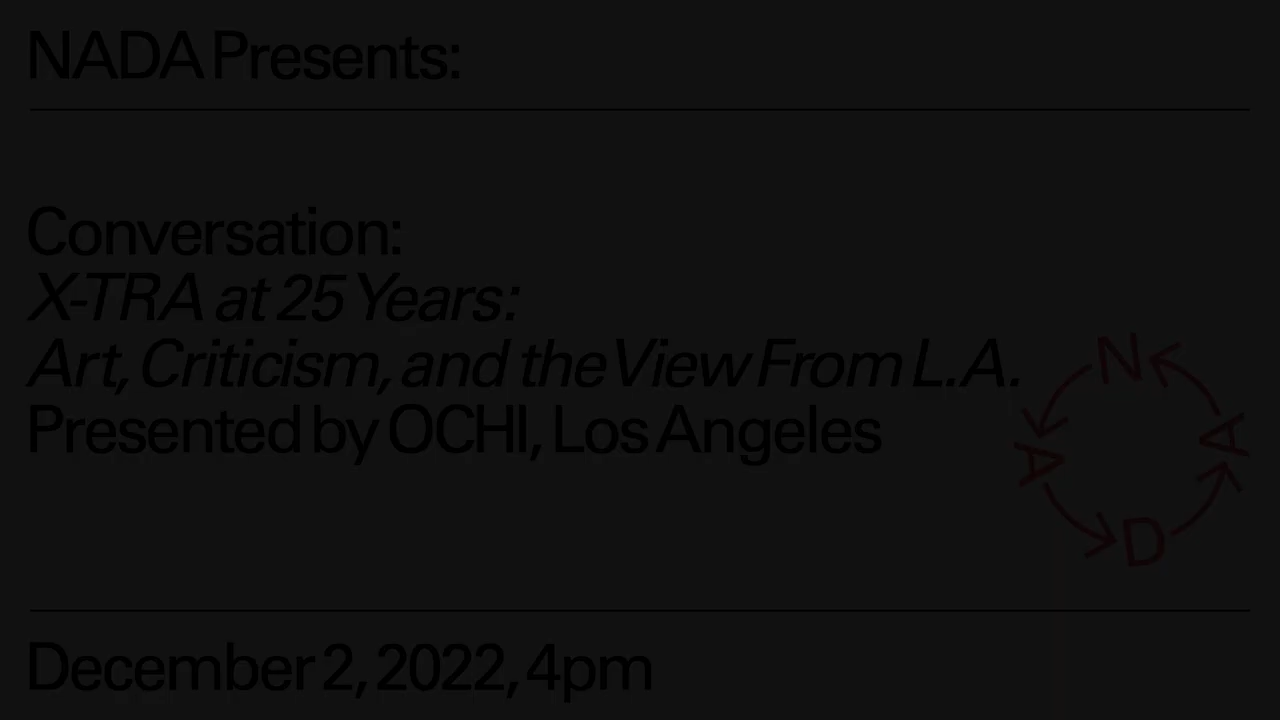 NADA Presents:
Conversation:
X-TRA at 25 Years:
Art, Criticism, and the View From L.A.
Presented by OCHI, Los Angeles
N
A
D
A
December 2, 2022, 4pm